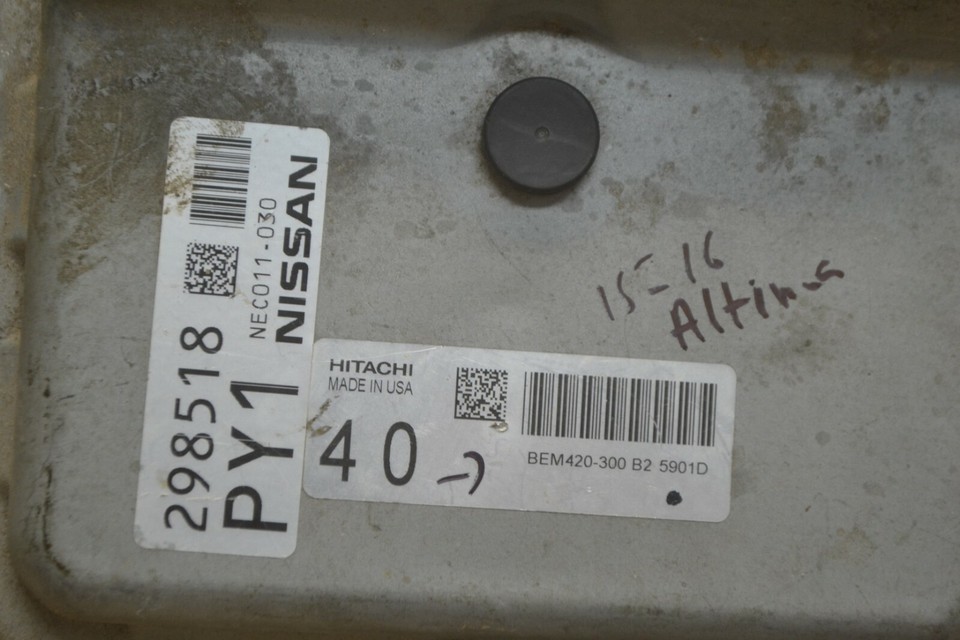 298518
PY1
NEC011-030
NISSAN
15-16
Altima
HITACHI
MADE IN USA
40
BEM420-300 B2 5901D